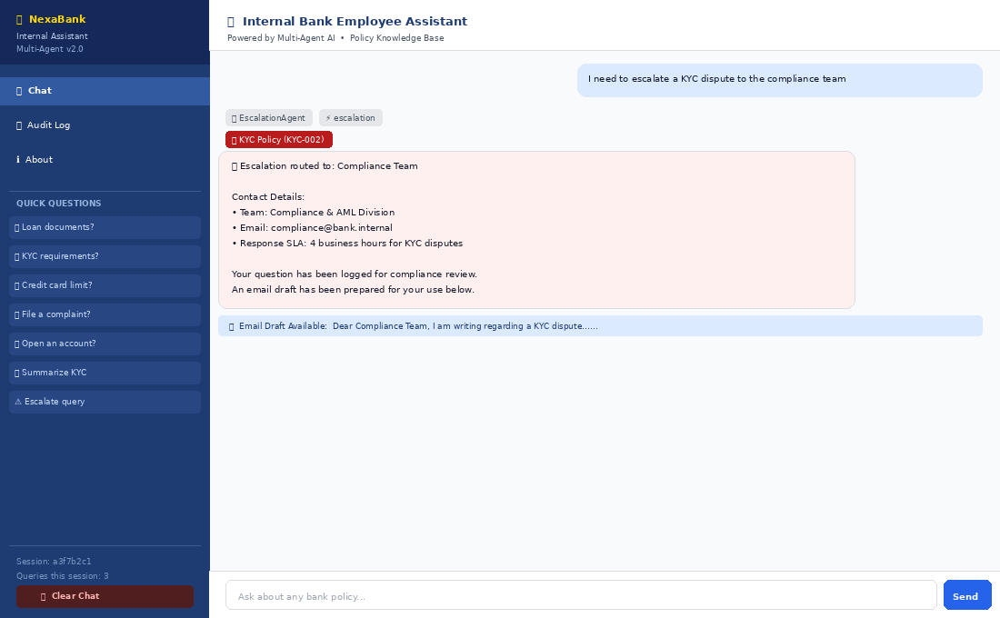 NexaBank
Internal Assistant
Multi-Agent v2.0
Chat
Audit Log
ℹ About
QUICK QUESTIONS
Loan documents?
KYC requirements?
Credit card limit?
File a complaint?
Open an account?
Summarize KYC
⚠ Escalate query
Session: a3f7b2c1
Queries this session: 3
Clear Chat
Internal Bank Employee Assistant
Powered by Multi-Agent AI • Policy Knowledge Base
I need to escalate a KYC dispute to the compliance team
EscalationAgent
⚡ escalation
KYC Policy (KYC-002)
Escalation routed to: Compliance Team
Contact Details:
• Team: Compliance & AML Division
• Email: compliance@bank.internal
• Response SLA: 4 business hours for KYC disputes
Your question has been logged for compliance review.
An email draft has been prepared for your use below.
Email Draft Available: Dear Compliance Team, I am writing regarding a KYC dispute......
Ask about any bank policy...
Send